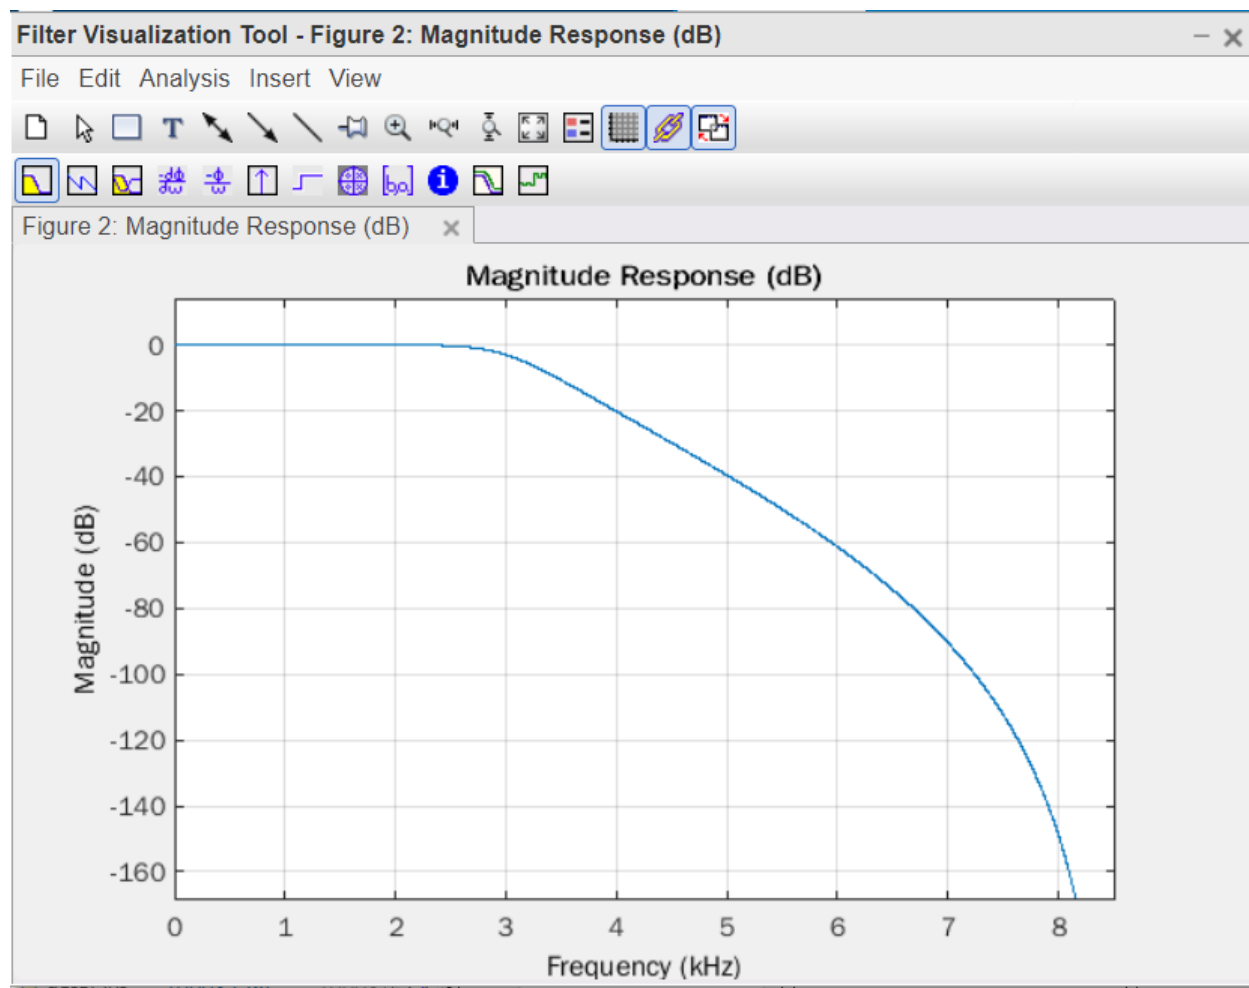 Filter Visualization Tool - Figure 2: Magnitude Response (dB)
File Edit Analysis Insert View
T
[b,a] i
Figure 2: Magnitude Response (dB)
Magnitude Response (dB)
Magnitude (dB)
0
-20
-40
-60
-80
-100
-120
-140
-160
0 1 2 3 4 5 6 7 8
Frequency (kHz)